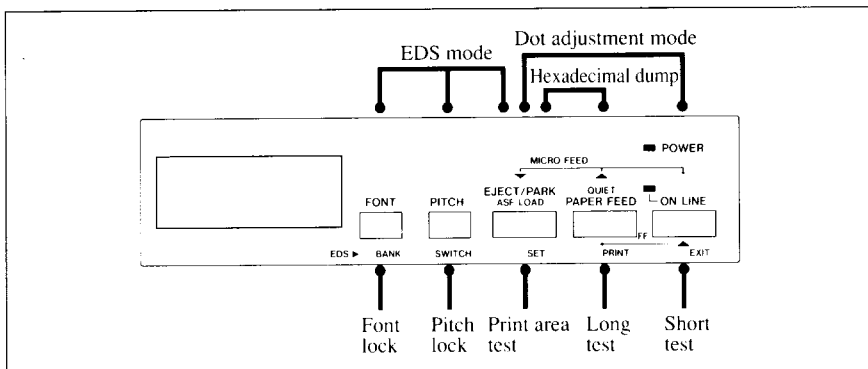 Dot adjustment mode
EDS mode
Hexadecimal dump
POWER
MICRO FEED
EJECT/PARK QUIET
FONT PITCH ASF LOAD PAPER FEED ON LINE
FF
EDS BANK SWITCH SET PRINT EXIT
Font Pitch Print area Long Short
lock lock test test test